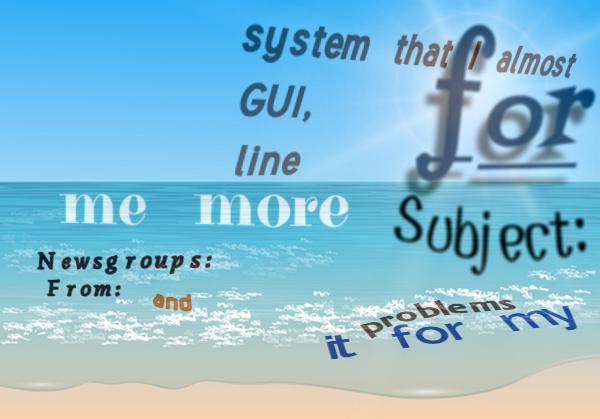 system that I almost
GUI,
line
for
me more
Subject:
Newsgroups:
From:
and
problems
it for my